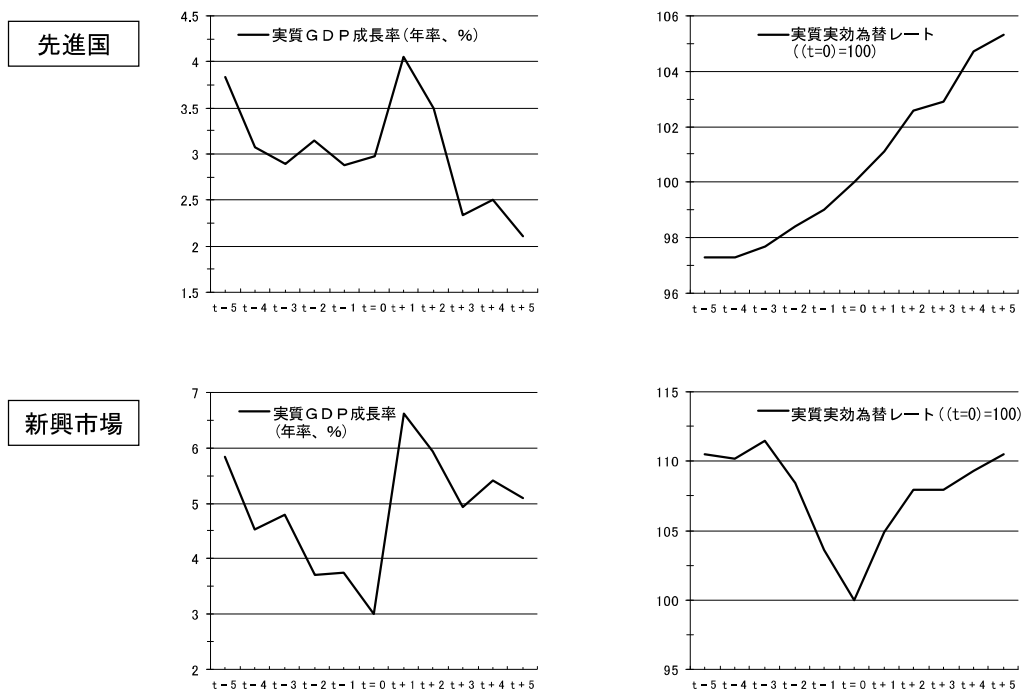 先進国
実質GDP成長率(年率、%)
4.5
4
3.5
3
2.5
2
1.5
t-5 t-4 t-3 t-2 t-1 t=0 t+1 t+2 t+3 t+4 t+5
実質実効為替レート
((t=0)=100)
106
104
102
100
98
96
t-5 t-4 t-3 t-2 t-1 t=0 t+1 t+2 t+3 t+4 t+5
新興市場
実質GDP成長率
(年率、%)
7
6
5
4
3
2
t-5 t-4 t-3 t-2 t-1 t=0 t+1 t+2 t+3 t+4 t+5
実質実効為替レート((t=0)=100)
115
110
105
100
95
t-5 t-4 t-3 t-2 t-1 t=0 t+1 t+2 t+3 t+4 t+5